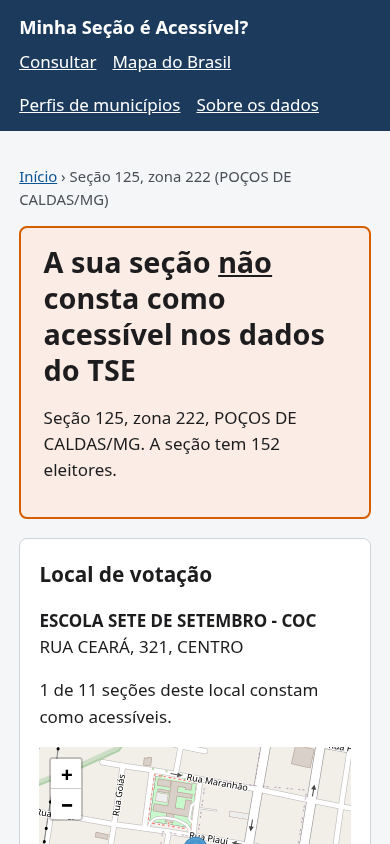 Minha Seção é Acessível?
Consultar Mapa do Brasil
Perfis de municípios Sobre os dados
Início › Seção 125, zona 222 (POÇOS DE
CALDAS/MG)
A sua seção não
consta como
acessível nos dados
do TSE
Seção 125, zona 222, POÇOS DE
CALDAS/MG. A seção tem 152
eleitores.
Local de votação
ESCOLA SETE DE SETEMBRO - COC
RUA CEARÁ, 321, CENTRO
1 de 11 seções deste local constam
como acessíveis.
+
−
Rua Goiás
Rua Maranhão
Rua Piauí